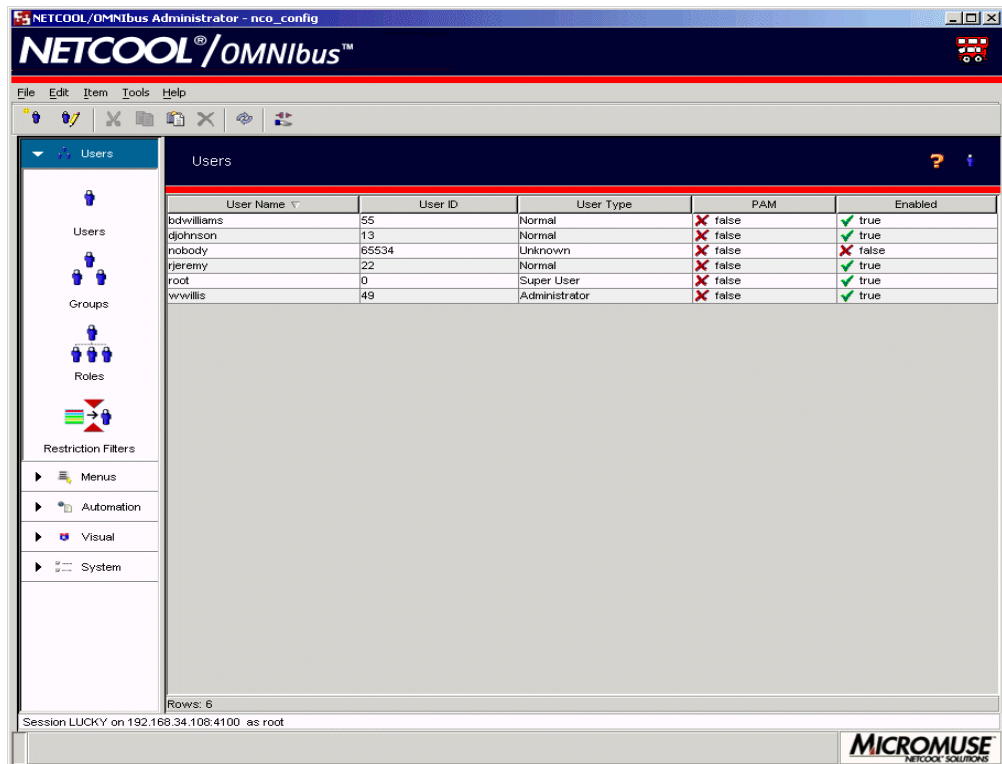 NETCOOL/OMNIbus Administrator - nco_config
NETCOOL®/OMNIbus™
File Edit Item Tools Help
Users
Users
Groups
Roles
Restriction Filters
Menus
Automation
Visual
System
Users
User Name User ID User Type PAM Enabled
bdwilliams 55 Normal false true
djohnson 13 Normal false true
nobody 65534 Unknown false false
rjeremy 22 Normal false true
root 0 Super User false true
wwillis 49 Administrator false true
Rows: 6
Session LUCKY on 192.168.34.108:4100 as root
MICROMUSE
NETCOOL® SOLUTIONS